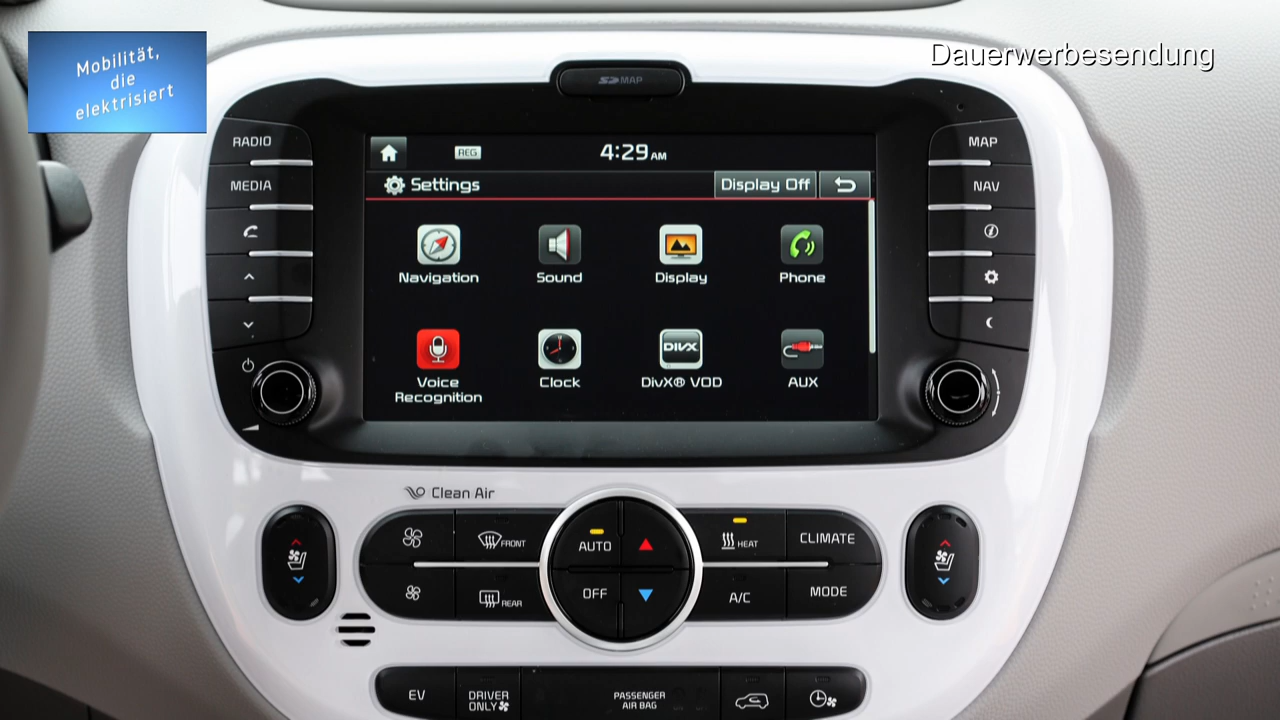 Mobilität,
die
elektrisiert
Dauerwerbesendung
SD MAP
RADIO
MEDIA
MAP
NAV
REG
4:29 AM
Settings
Display Off
Navigation
Sound
Display
Phone
Voice
Recognition
Clock
DIVX
DivX® VOD
AUX
Clean Air
FRONT
AUTO
HEAT
CLIMATE
REAR
OFF
A/C
MODE
EV
DRIVER
ONLY
PASSENGER
AIR BAG